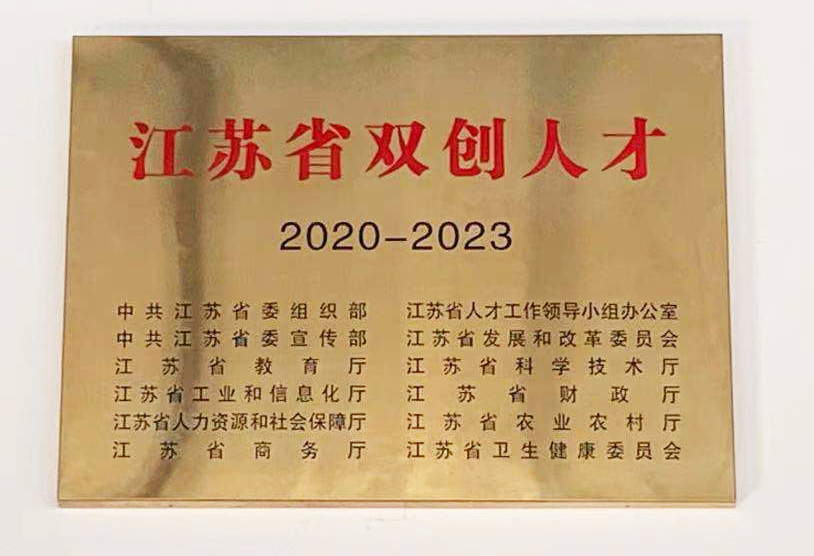 江苏省双创人才
2020-2023
中共江苏省委组织部 江苏省人才工作领导小组办公室
中共江苏省委宣传部 江苏省发展和改革委员会
江苏省教育厅 江苏省科学技术厅
江苏省工业和信息化厅 江苏省财政厅
江苏省人力资源和社会保障厅 江苏省农业农村厅
江苏省商务厅 江苏省卫生健康委员会